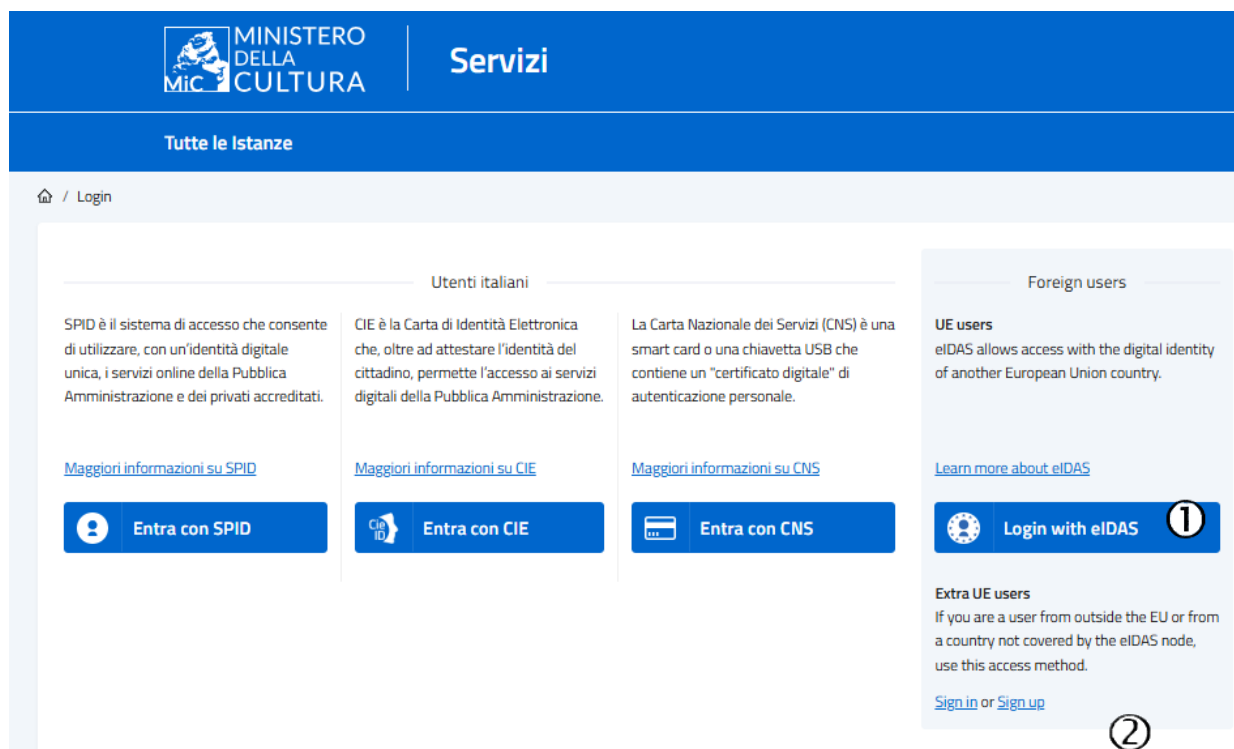 MINISTERO
DELLA
CULTURA
MiC
Servizi
Tutte le Istanze
/ Login
Utenti italiani
SPID è il sistema di accesso che consente
di utilizzare, con un'identità digitale
unica, i servizi online della Pubblica
Amministrazione e dei privati accreditati.
Maggiori informazioni su SPID
Entra con SPID
CIE è la Carta di Identità Elettronica
che, oltre ad attestare l'identità del
cittadino, permette l'accesso ai servizi
digitali della Pubblica Amministrazione.
Maggiori informazioni su CIE
Cie
ID
Entra con CIE
La Carta Nazionale dei Servizi (CNS) è una
smart card o una chiavetta USB che
contiene un "certificato digitale" di
autenticazione personale.
Maggiori informazioni su CNS
Entra con CNS
Foreign users
UE users
eIDAS allows access with the digital identity
of another European Union country.
Learn more about eIDAS
Login with eIDAS
①
Extra UE users
If you are a user from outside the EU or from
a country not covered by the eIDAS node,
use this access method.
Sign in or Sign up
②